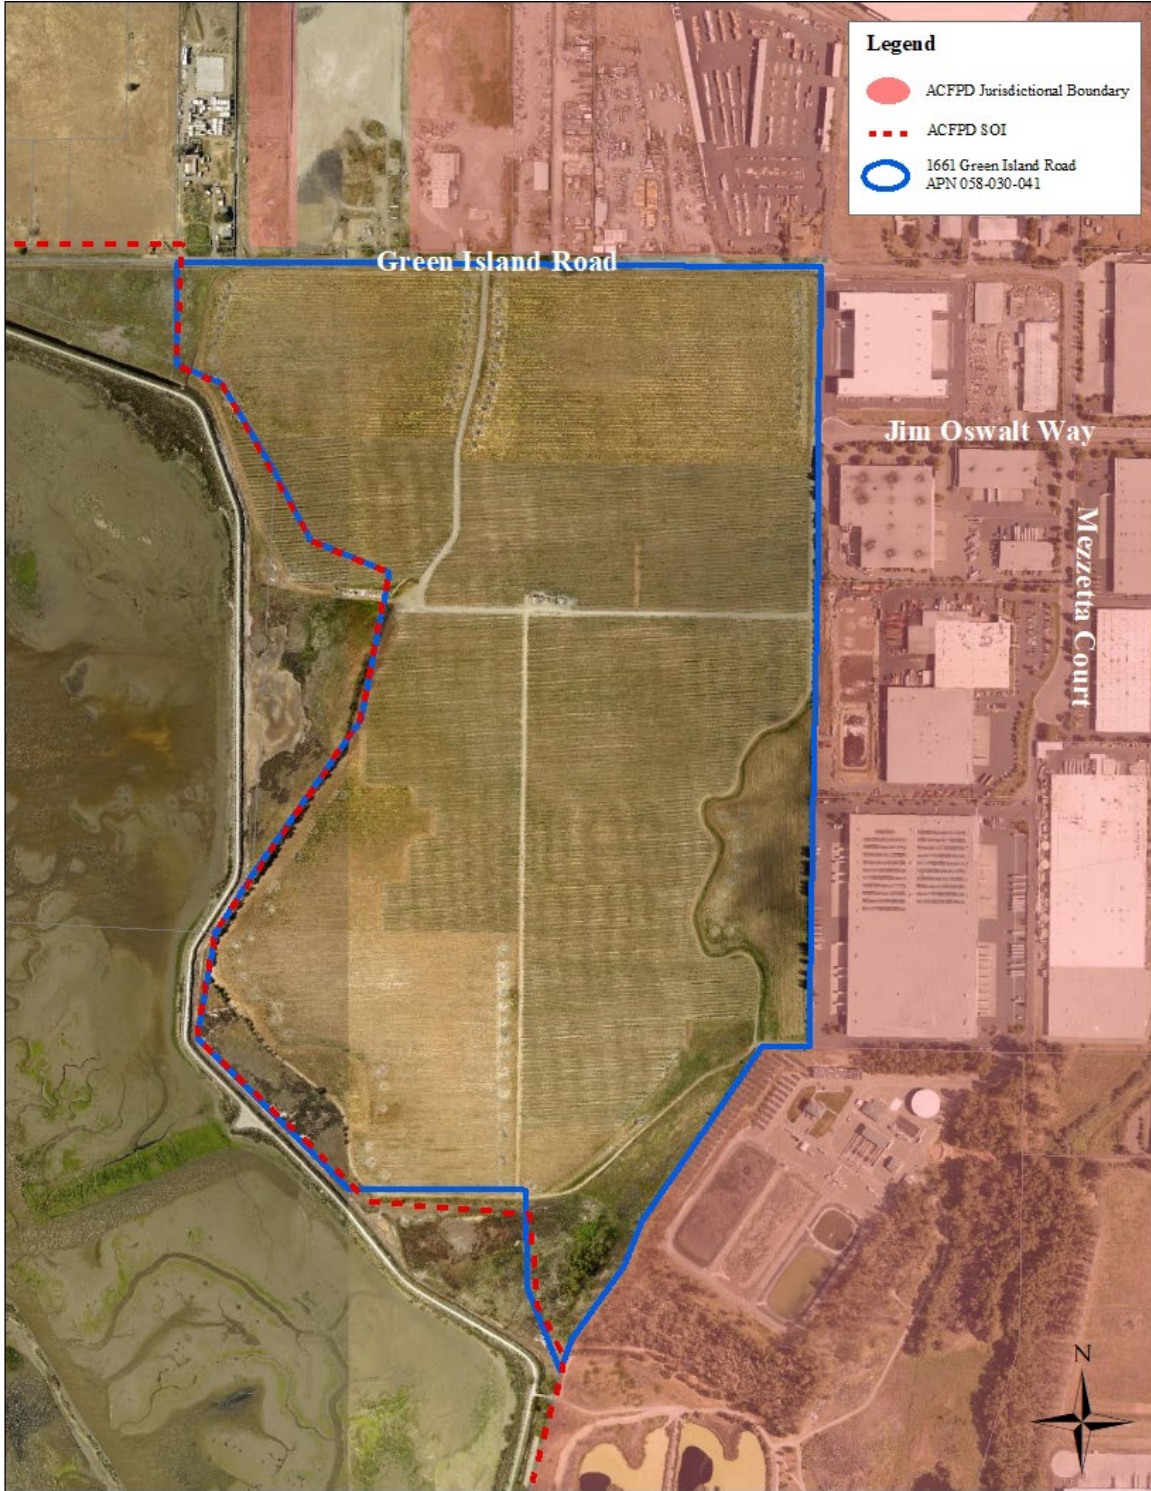 Legend
ACFPD Jurisdictional Boundary
ACFPD SOI
1661 Green Island Road
APN 058-030-041
Green Island Road
Jim Oswalt Way
Mezzetta Court
N